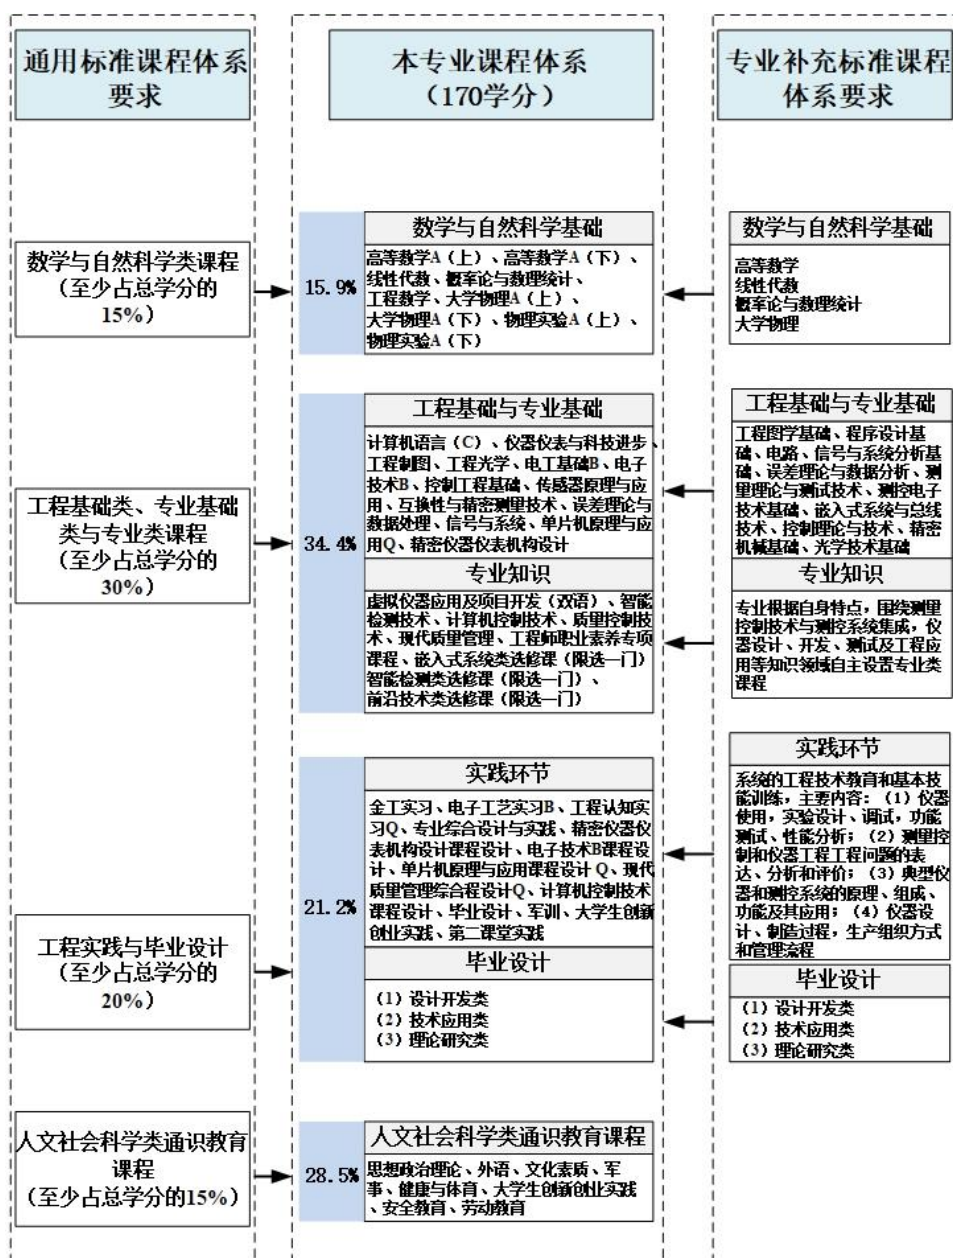 通用标准课程体系
要求
数学与自然科学类课程
（至少占总学分的
15%）
工程基础类、专业基础
类与专业类课程
（至少占总学分的
30%）
工程实践与毕业设计
（至少占总学分的
20%）
人文社会科学类通识教育
课程
（至少占总学分的15%）
本专业课程体系
（170学分）
15.9%
数学与自然科学基础
高等数学A（上）、高等数学A（下）、
线性代数、概率论与数理统计、
工程数学、大学物理A（上）、
大学物理A（下）、物理实验A（上）、
物理实验A（下）
34.4%
工程基础与专业基础
计算机语言（C）、仪器仪表与科技进步、
工程制图、工程光学、电工基础B、电子
技术B、控制工程基础、传感器原理与应
用、互换性与精密测量技术、误差理论与
数据处理、信号与系统、单片机原理与应
用Q、精密仪器仪表机构设计
专业知识
虚拟仪器应用及项目开发（双语）、智能
检测技术、计算机控制技术、质量控制技
术、现代质量管理、工程师职业素养专项
课程、嵌入式系统类选修课（限选一门）
智能检测类选修课（限选一门）、
前沿技术类选修课（限选一门）
21.2%
实践环节
金工实习、电子工艺实习B、工程认知实
习Q、专业综合设计与实践、精密仪器仪
表机构设计课程设计、电子技术B课程设
计、单片机原理与应用课程设计 Q、现代
质量管理综合程设计Q、计算机控制技术
课程设计、毕业设计、军训、大学生创新
创业实践、第二课堂实践
毕业设计
（1）设计开发类
（2）技术应用类
（3）理论研究类
28.5%
人文社会科学类通识教育课程
思想政治理论、外语、文化素质、军
事、健康与体育、大学生创新创业实践
、安全教育、劳动教育
专业补充标准课程
体系要求
数学与自然科学基础
高等数学
线性代数
概率论与数理统计
大学物理
工程基础与专业基础
工程图学基础、程序设计基
础、电路、信号与系统分析基
础、误差理论与数据分析、测
量理论与测试技术、测控电子
技术基础、嵌入式系统与总线
技术、控制理论与技术、精密
机械基础、光学技术基础
专业知识
专业根据自身特点，围绕测量
控制技术与测控系统集成，仪
器设计、开发、测试及工程应
用等知识领域自主设置专业类
课程
实践环节
系统的工程技术教育和基本技
能训练，主要内容：（1）仪器
使用，实验设计、调试，功能
测试、性能分析；（2）测量控
制和仪器工程工程问题的表
达、分析和评价；（3）典型仪
器和测控系统的原理、组成、
功能及其应用；（4）仪器设
计、制造过程，生产组织方式
和管理流程
毕业设计
（1）设计开发类
（2）技术应用类
（3）理论研究类